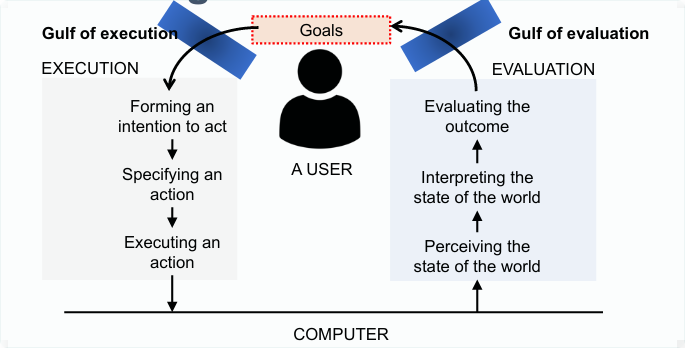 Gulf of execution
Goals
Gulf of evaluation
EXECUTION
EVALUATION
Forming an
intention to act
Specifying an
action
Executing an
action
A USER
Evaluating the
outcome
Interpreting the
state of the world
Perceiving the
state of the world
COMPUTER